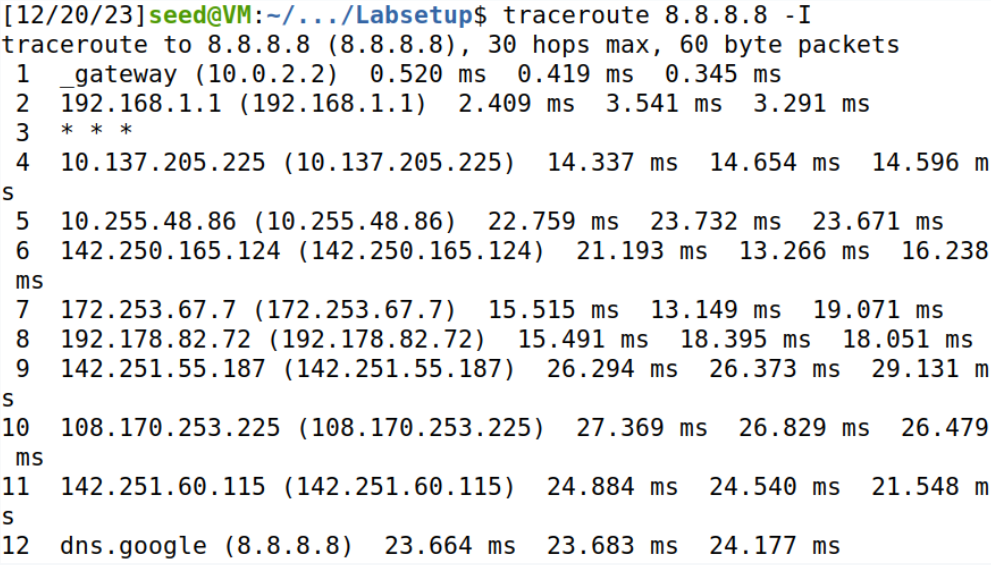 [12/20/23]seed@VM:~/.../Labsetup$ traceroute 8.8.8.8 -I
traceroute to 8.8.8.8 (8.8.8.8), 30 hops max, 60 byte packets
 1  _gateway (10.0.2.2)  0.520 ms  0.419 ms  0.345 ms
 2  192.168.1.1 (192.168.1.1)  2.409 ms  3.541 ms  3.291 ms
 3  * * *
 4  10.137.205.225 (10.137.205.225)  14.337 ms  14.654 ms  14.596 m
s
 5  10.255.48.86 (10.255.48.86)  22.759 ms  23.732 ms  23.671 ms
 6  142.250.165.124 (142.250.165.124)  21.193 ms  13.266 ms  16.238
 ms
 7  172.253.67.7 (172.253.67.7)  15.515 ms  13.149 ms  19.071 ms
 8  192.178.82.72 (192.178.82.72)  15.491 ms  18.395 ms  18.051 ms
 9  142.251.55.187 (142.251.55.187)  26.294 ms  26.373 ms  29.131 m
s
10  108.170.253.225 (108.170.253.225)  27.369 ms  26.829 ms  26.479
 ms
11  142.251.60.115 (142.251.60.115)  24.884 ms  24.540 ms  21.548 m
s
12  dns.google (8.8.8.8)  23.664 ms  23.683 ms  24.177 ms